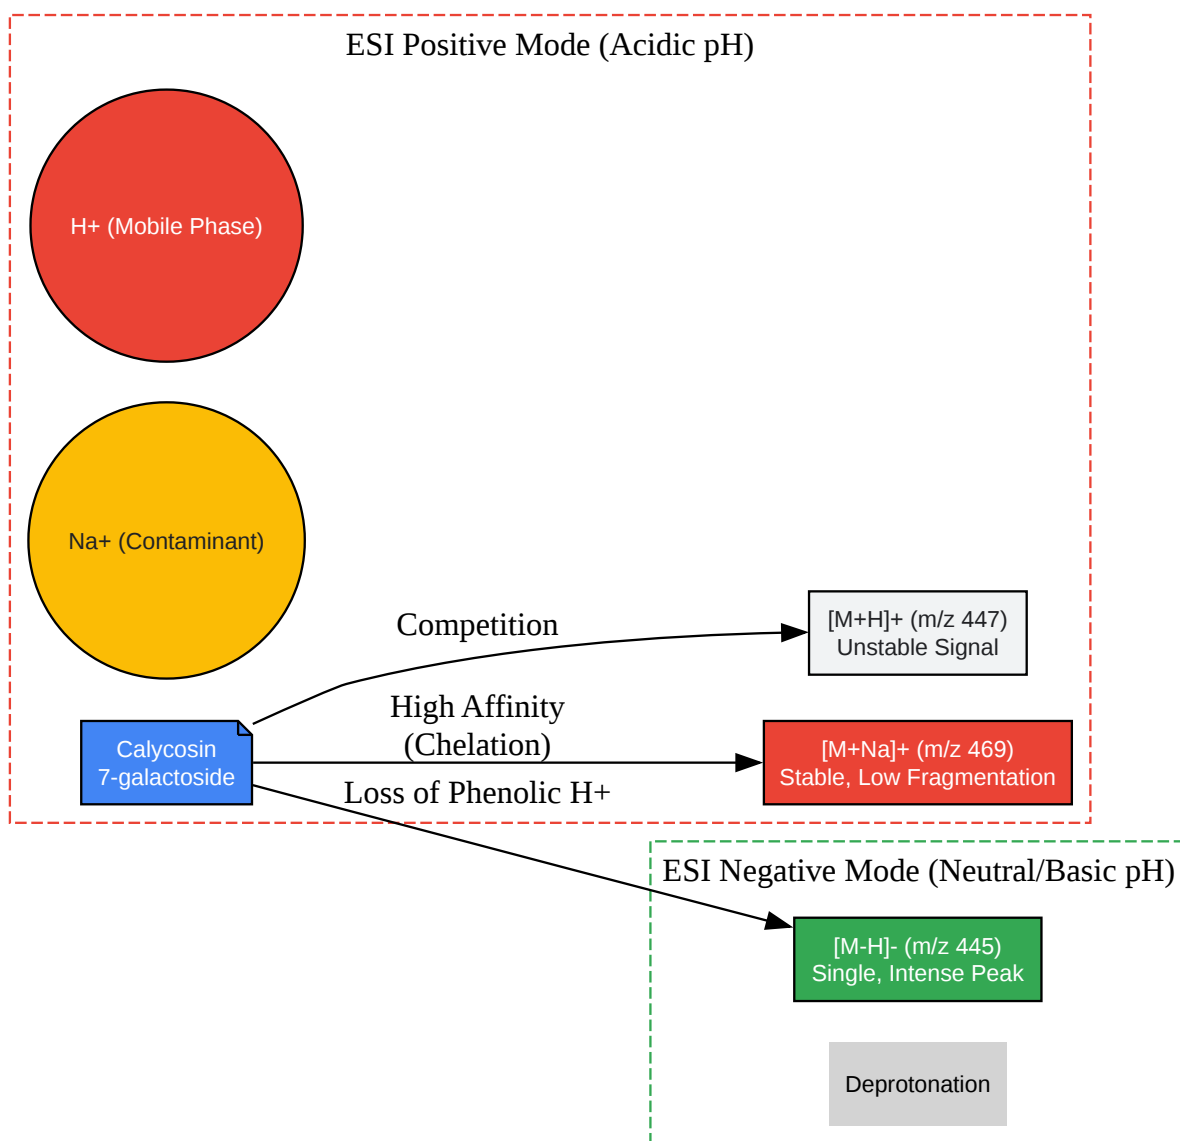 ESI Positive Mode (Acidic pH)
H+ (Mobile Phase)
Na+ (Contaminant)
Competition
[M+H]+ (m/z 447)
Unstable Signal
High Affinity
(Chelation)
Calycosin
7-galactoside
[M+Na]+ (m/z 469)
Stable, Low Fragmentation
Loss of Phenolic H+
ESI Negative Mode (Neutral/Basic pH)
[M-H]- (m/z 445)
Single, Intense Peak
Deprotonation